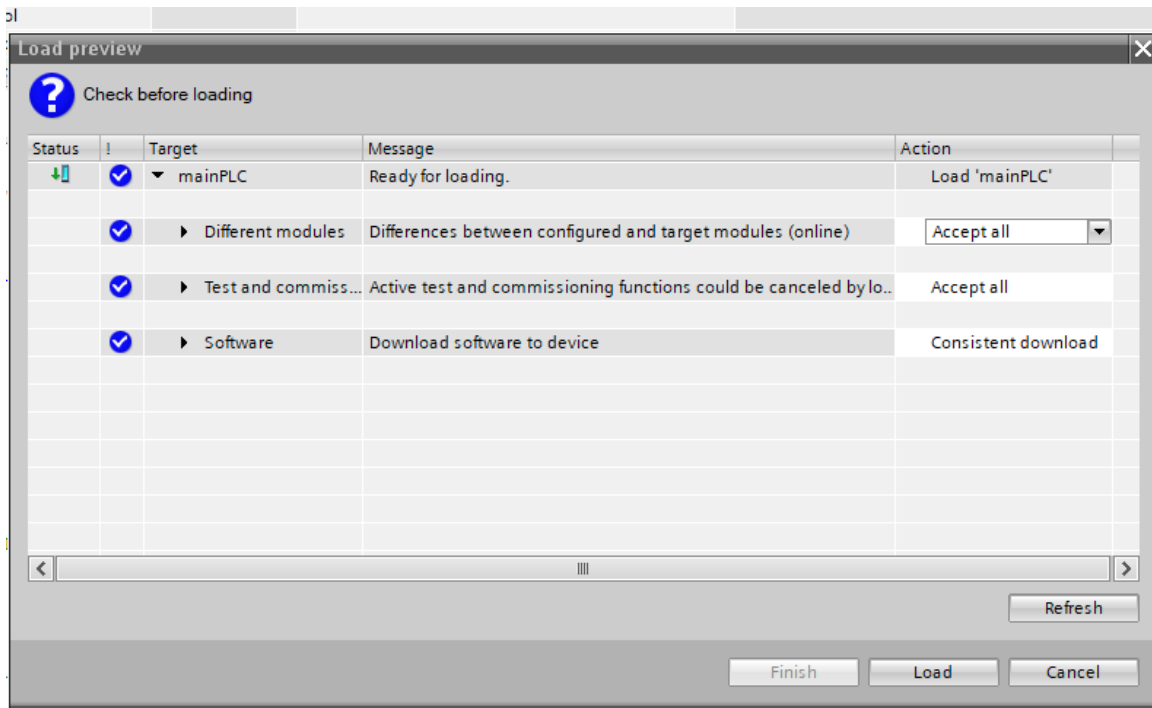 ol
Load preview
Check before loading
Status ! Target Message Action
mainPLC Ready for loading. Load 'mainPLC'
Different modules Differences between configured and target modules (online) Accept all
Test and commiss... Active test and commissioning functions could be canceled by lo.. Accept all
Software Download software to device Consistent download
Refresh
Finish Load Cancel